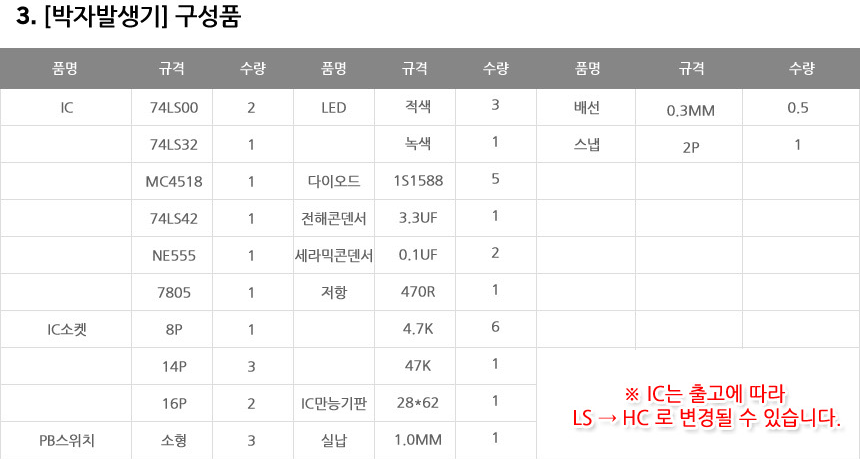 3. [박자발생기] 구성품
품명 규격 수량 품명 규격 수량 품명 규격 수량
IC 74LS00 2 LED 적색 3 배선 0.3MM 0.5
74LS32 1 녹색 1 스냅 2P 1
MC4518 1 다이오드 1S1588 5
74LS42 1 전해콘덴서 3.3UF 1
NE555 1 세라믹콘덴서 0.1UF 2
7805 1 저항 470R 1
IC소켓 8P 1 4.7K 6
14P 3 47K 1
16P 2 IC만능기판 28*62 1
PB스위치 소형 3 실납 1.0MM 1
※ IC는 출고에 따라
LS → HC 로 변경될 수 있습니다.